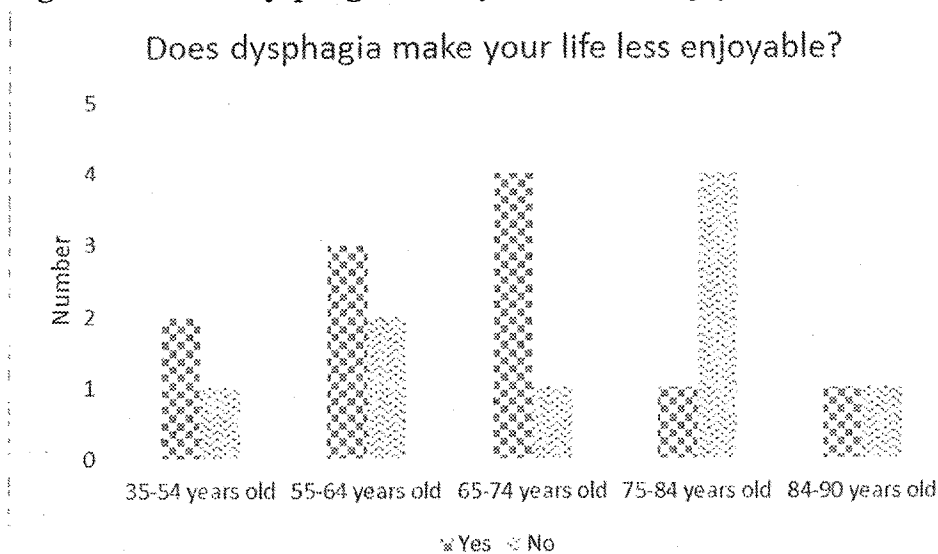 Does dysphagia make your life less enjoyable?
5
4
3
2
1
0
Number
35-54 years old 55-64 years old 65-74 years old 75-84 years old 84-90 years old
Yes No